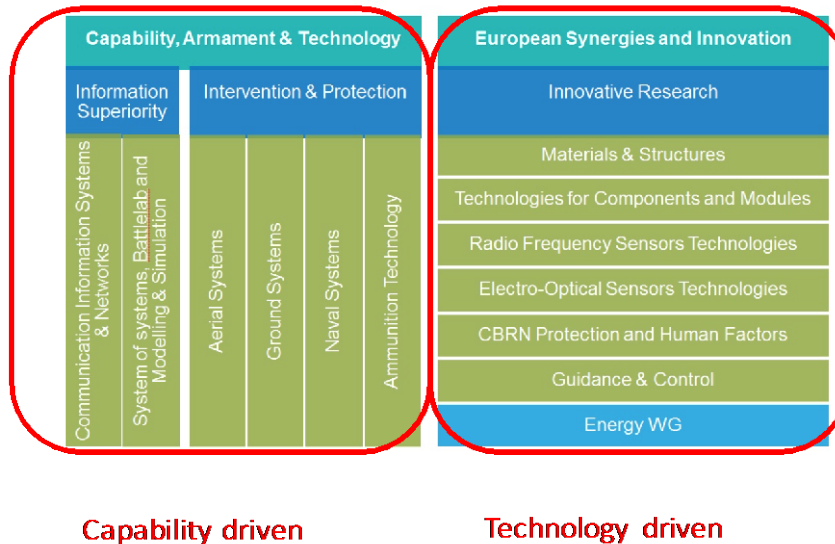 Capability, Armament & Technology
Information
Superiority
Intervention & Protection
Communication Information Systems
& Networks
System of systems, Battlelab and
Modelling & Simulation
Aerial Systems
Ground Systems
Naval Systems
Ammunition Technology
European Synergies and Innovation
Innovative Research
Materials & Structures
Technologies for Components and Modules
Radio Frequency Sensors Technologies
Electro-Optical Sensors Technologies
CBRN Protection and Human Factors
Guidance & Control
Energy WG
Capability driven
Technology driven